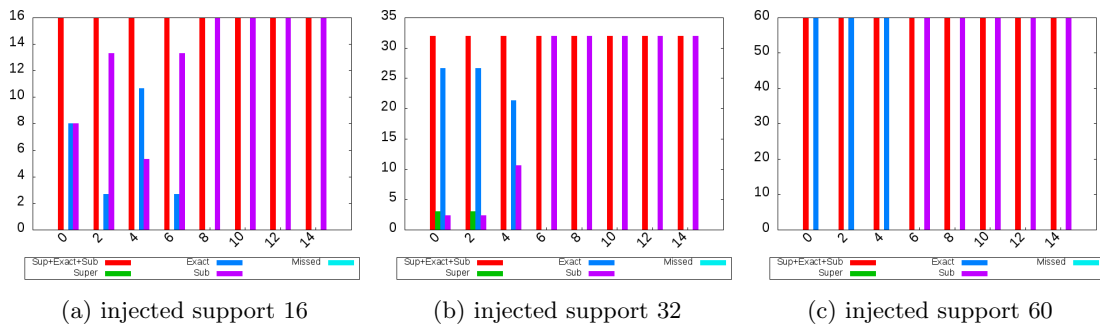 16
14
12
10
8
6
4
2
0
0 2 4 6 8 10 12 14
Sup+Exact+Sub Exact Missed
Super Sub
(a) injected support 16
35
30
25
20
15
10
5
0
0 2 4 6 8 10 12 14
Sup+Exact+Sub Exact Missed
Super Sub
(b) injected support 32
60
50
40
30
20
10
0
0 2 4 6 8 10 12 14
Sup+Exact+Sub Exact Missed
Super Sub
(c) injected support 60